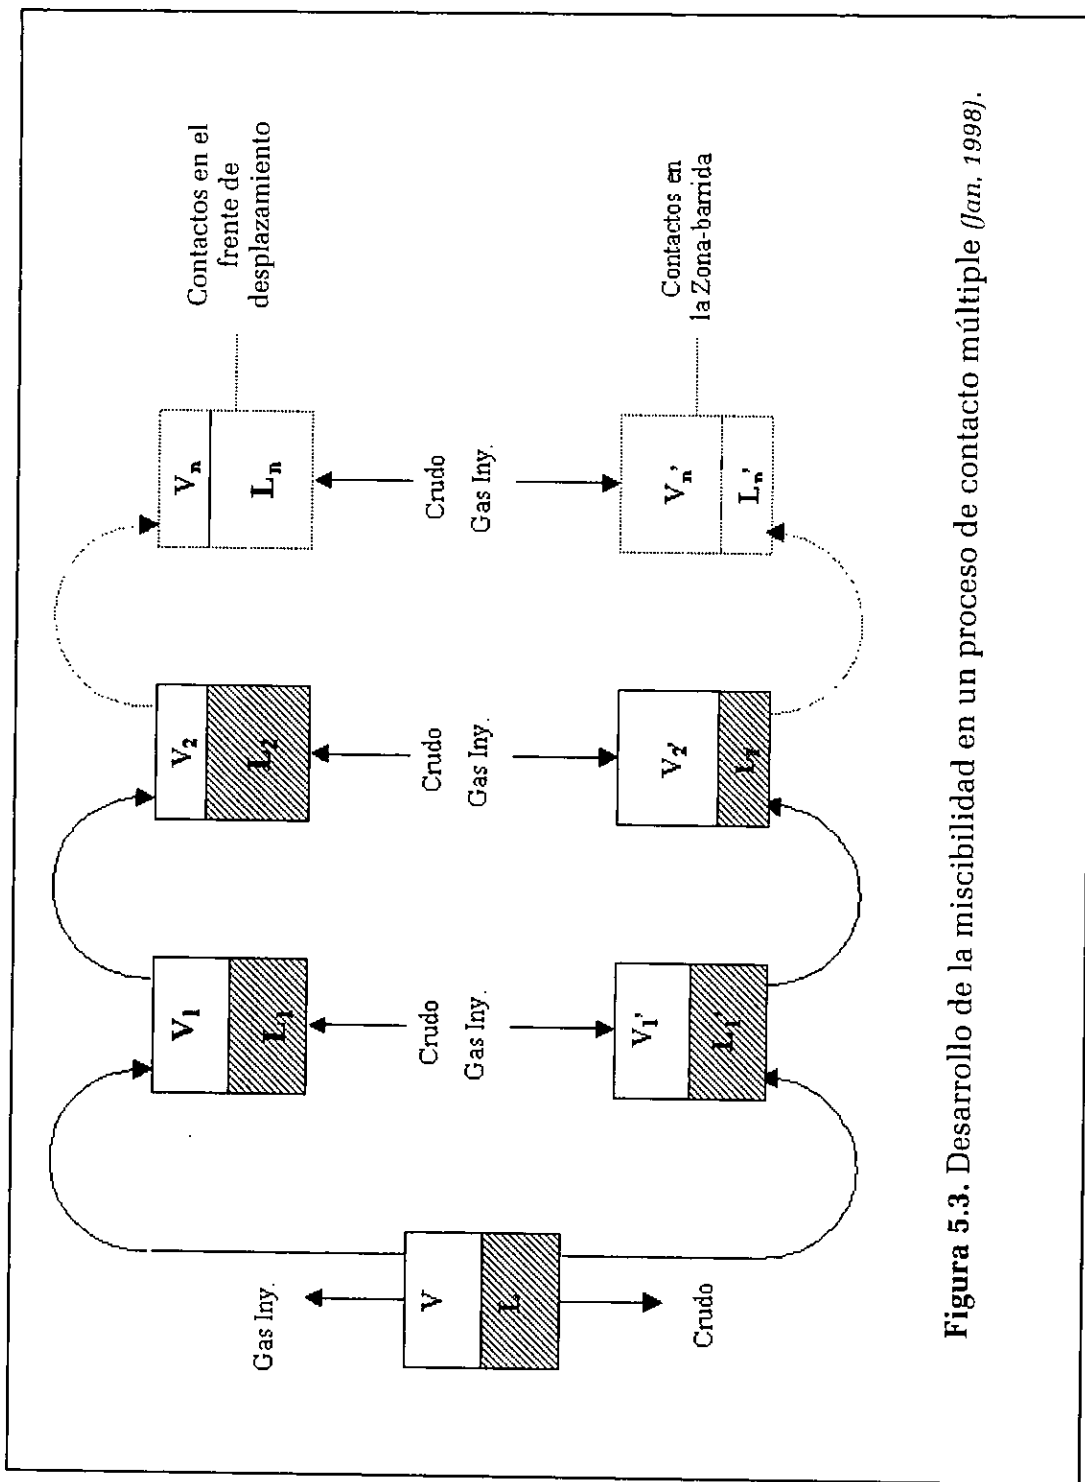 Gas Iny.
V
L
Crudo
V1
L1
V2
L2
Vn
Ln
Contactos en el
frente de
desplazamiento
Crudo
Gas Iny.
Crudo
Gas Iny.
Crudo
Gas Iny.
V1'
L1'
V2'
L2'
Vn'
Ln'
Contactos en
la Zona-barrida
Figura 5.3. Desarrollo de la miscibilidad en un proceso de contacto múltiple (Jan, 1998).